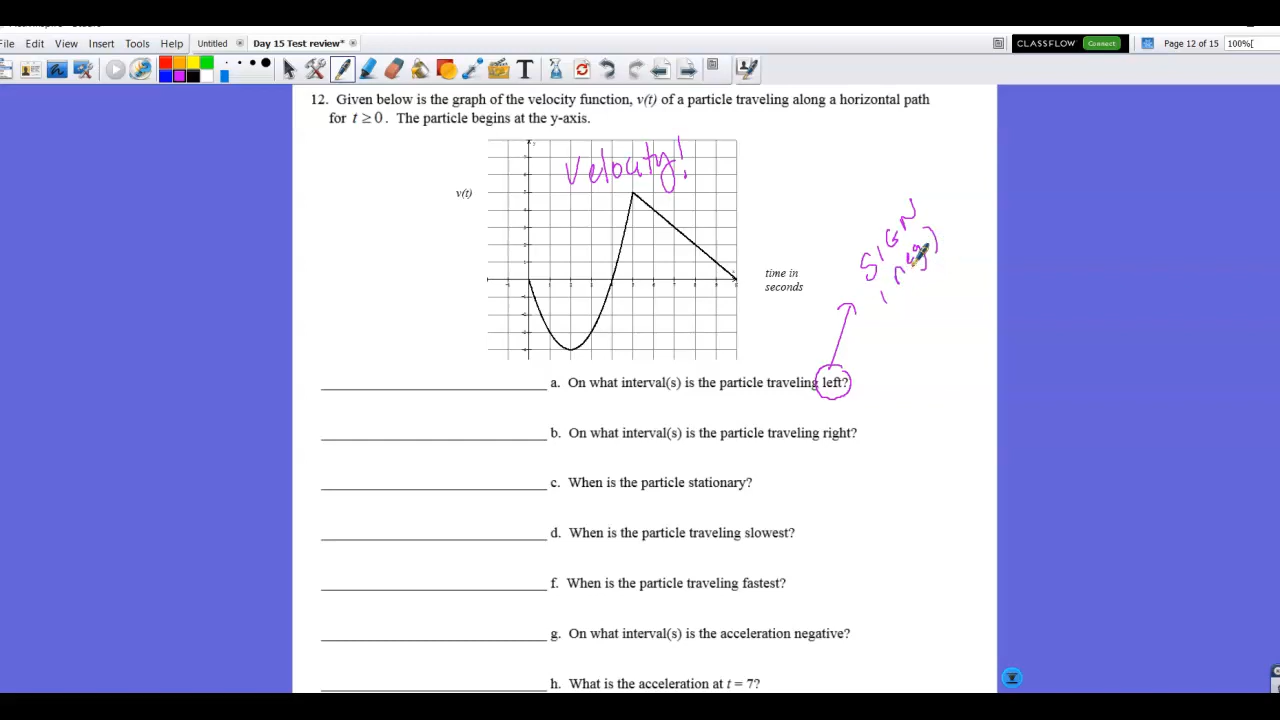 File Edit View Insert Tools Help Untitled Day 15 Test review* CLASSFLOW Connect Page 12 of 15 100%[
12. Given below is the graph of the velocity function, v(t) of a particle traveling along a horizontal path
for t ≥ 0. The particle begins at the y-axis.
Velocity!
v(t)
SIGN
(neg)
time in
seconds
a. On what interval(s) is the particle traveling left?
b. On what interval(s) is the particle traveling right?
c. When is the particle stationary?
d. When is the particle traveling slowest?
f. When is the particle traveling fastest?
g. On what interval(s) is the acceleration negative?
h. What is the acceleration at t = 7?